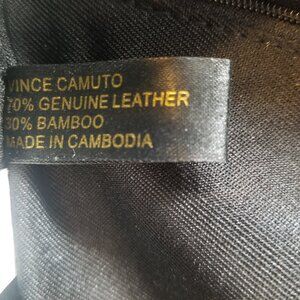 VINCE CAMUTO
70% GENUINE LEATHER
30% BAMBOO
MADE IN CAMBODIA